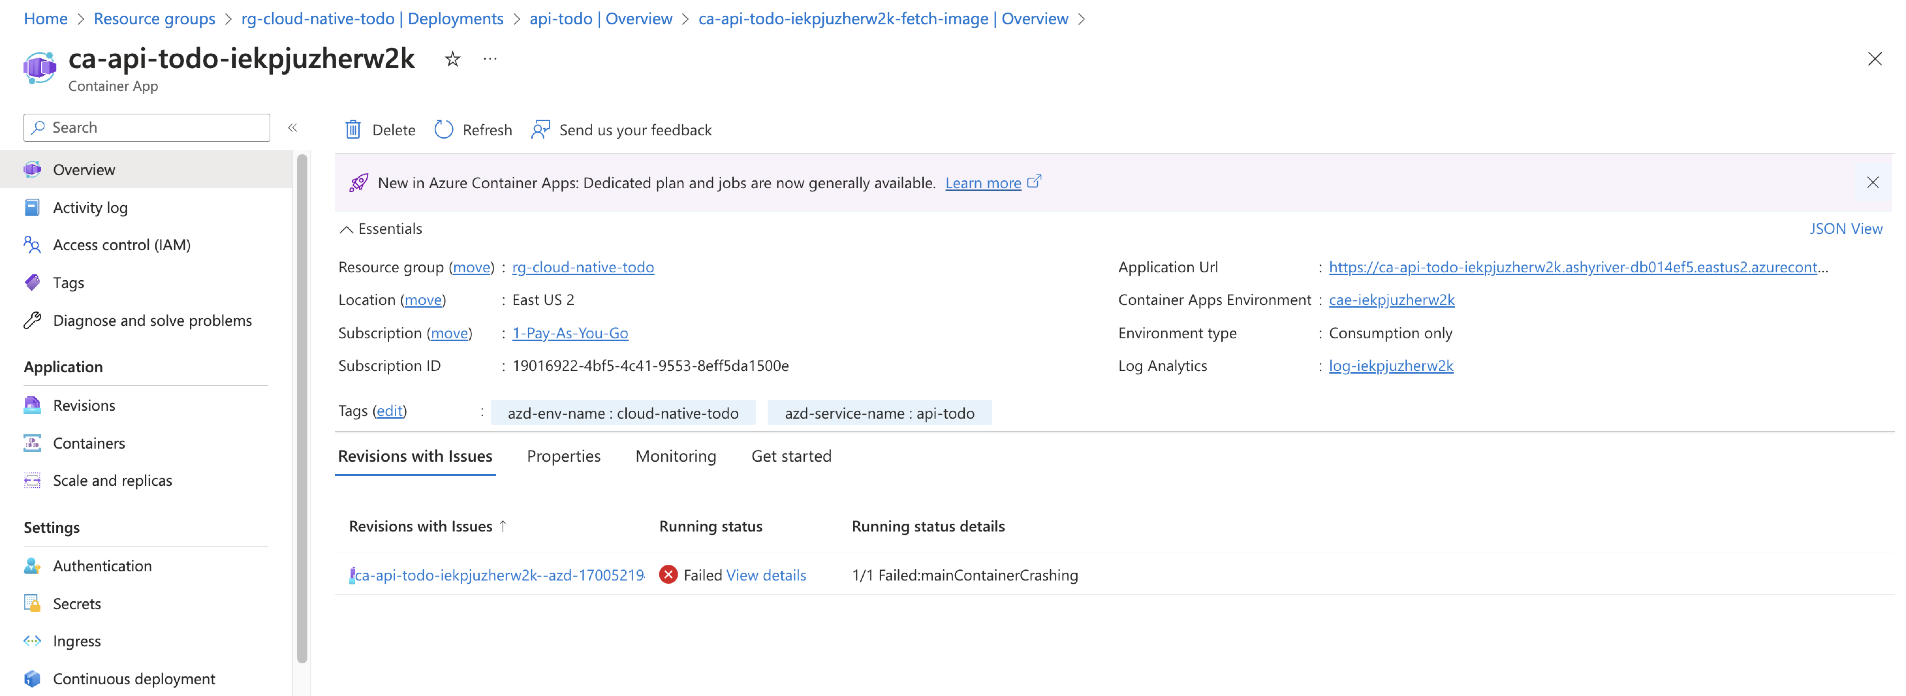 Home > Resource groups > rg-cloud-native-todo | Deployments > api-todo | Overview > ca-api-todo-iekpjuzherw2k-fetch-image | Overview >
ca-api-todo-iekpjuzherw2k
Container App
Search
Delete
Refresh
Send us your feedback
Overview
Activity log
Access control (IAM)
Tags
Diagnose and solve problems
Application
Revisions
Containers
Scale and replicas
Settings
Authentication
Secrets
Ingress
Continuous deployment
New in Azure Container Apps: Dedicated plan and jobs are now generally available. Learn more
Essentials
JSON View
Resource group (move) : rg-cloud-native-todo
Location (move) : East US 2
Subscription (move) : 1-Pay-As-You-Go
Subscription ID : 19016922-4bf5-4c41-9553-8eff5da1500e
Application Url : https://ca-api-todo-iekpjuzherw2k.ashyriver-db014ef5.eastus2.azurecont...
Container Apps Environment : cae-iekpjuzherw2k
Environment type : Consumption only
Log Analytics : log-iekpjuzherw2k
Tags (edit) : azd-env-name : cloud-native-todo azd-service-name : api-todo
Revisions with Issues Properties Monitoring Get started
Revisions with Issues ↑ Running status Running status details
ca-api-todo-iekpjuzherw2k--azd-17005219 Failed View details 1/1 Failed:mainContainerCrashing